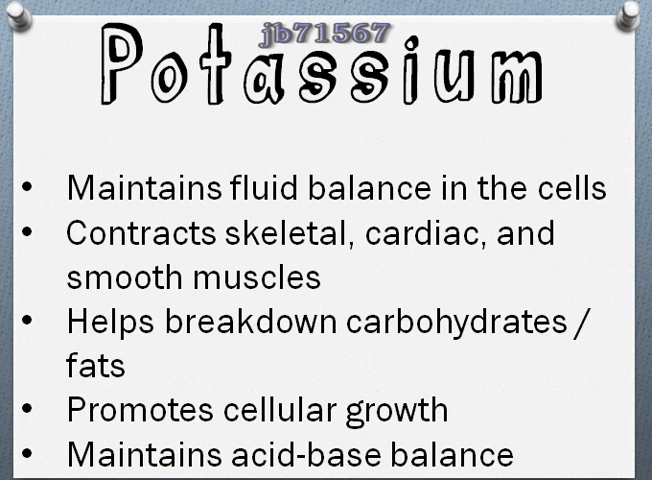 jb71567
Potassium
• Maintains fluid balance in the cells
• Contracts skeletal, cardiac, and
smooth muscles
• Helps breakdown carbohydrates /
fats
• Promotes cellular growth
• Maintains acid-base balance